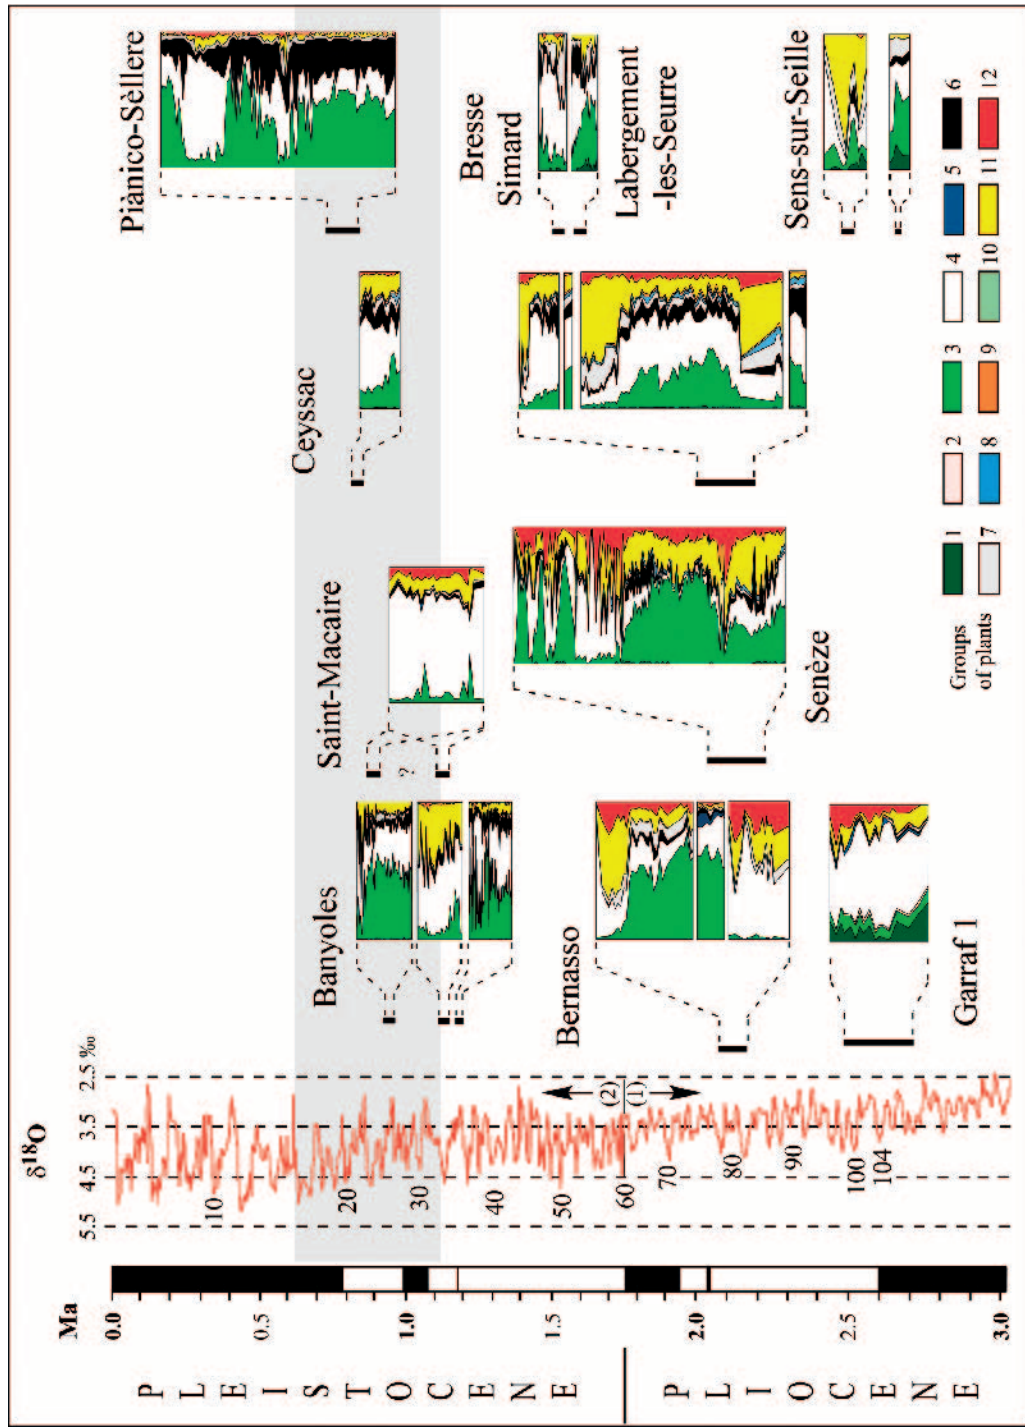 Ma
0.0
0.5
1.0
1.5
2.0
2.5
3.0
PLEISTOCENE
PLIOCENE
δ18O
5.5
4.5
3.5
2.5 ‰
10
20
30
40
50
60
70
80
90
100
104
(2)
(1)
Banyoles
Saint-Macaire
?
Ceyssac
Piànico-Sèllere
Bernasso
Senèze
Bresse
Simard
Labergement
-les-Seurre
Garraf 1
Sens-sur-Seille
Groups
of plants
1
2
3
4
5
6
7
8
9
10
11
12